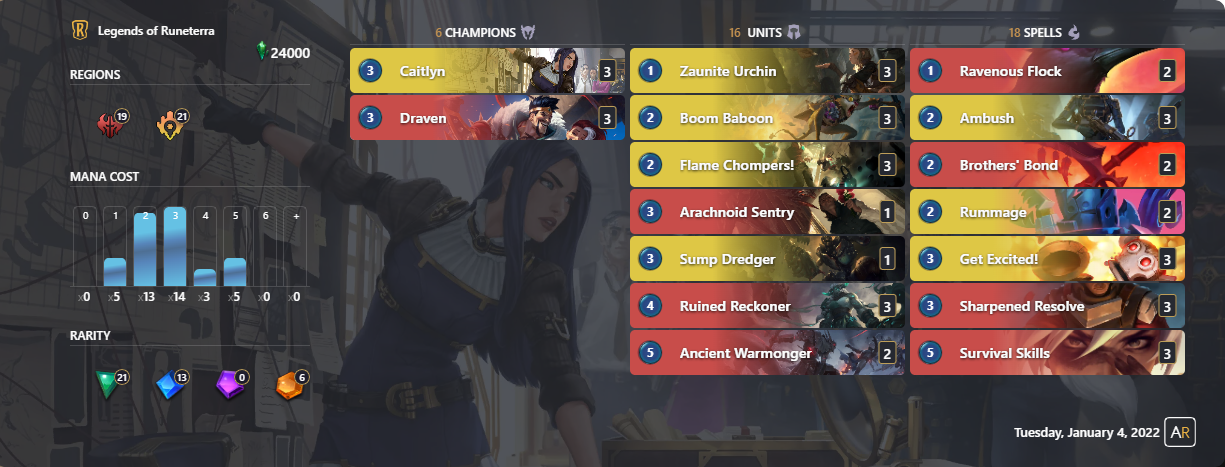 Legends of Runeterra
24000
REGIONS
19
21
MANA COST
0 1 2 3 4 5 6 +
x0 x5 x13 x14 x3 x5 x0 x0
RARITY
21 13 0 6
6 CHAMPIONS
3 Caitlyn 3
3 Draven 3
16 UNITS
1 Zaunite Urchin 3
2 Boom Baboon 3
2 Flame Chompers! 3
3 Arachnoid Sentry 1
3 Sump Dredger 1
4 Ruined Reckoner 3
5 Ancient Warmonger 2
18 SPELLS
1 Ravenous Flock 2
2 Ambush 3
2 Brothers' Bond 2
2 Rummage 2
3 Get Excited! 3
3 Sharpened Resolve 3
5 Survival Skills 3
Tuesday, January 4, 2022 AR